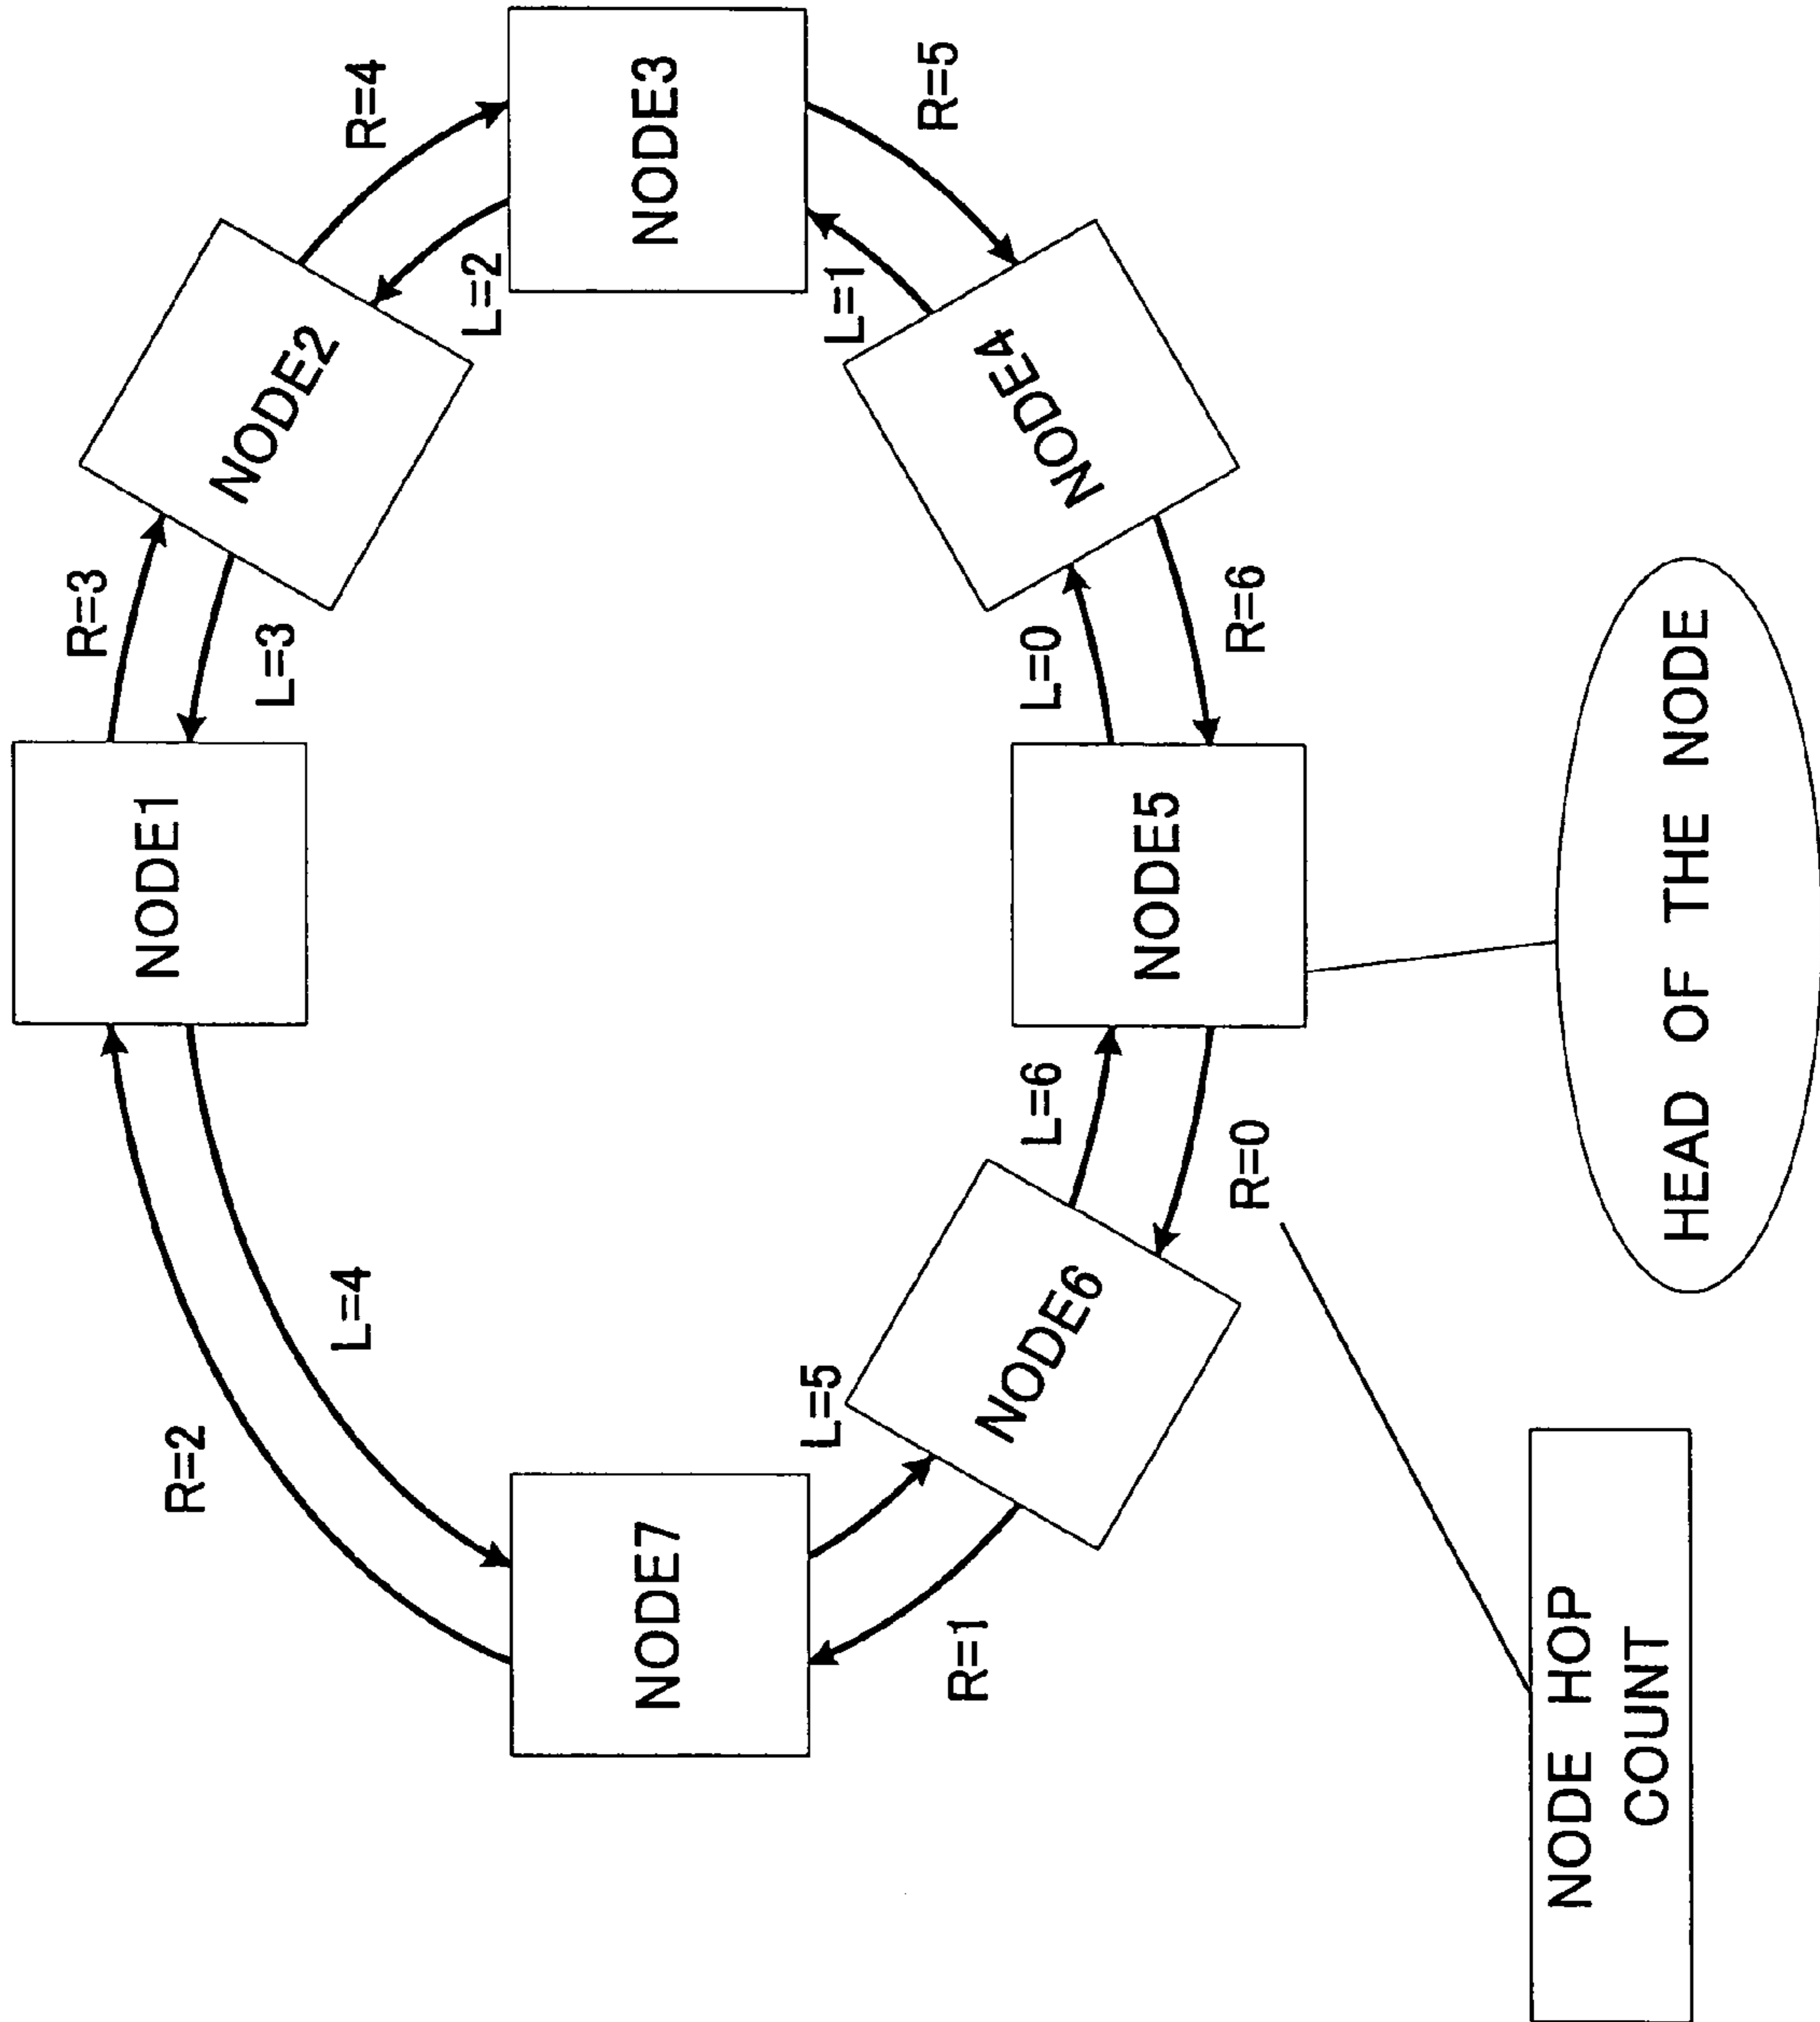 NODE1
R=3
L=3
NODE2
R=4
L=2
NODE3
R=5
L=1
NODE4
R=6
L=0
NODE5
L=6
R=0
NODE6
L=5
R=1
NODE7
R=2
L=4
HEAD OF THE NODE
NODE HOP
COUNT